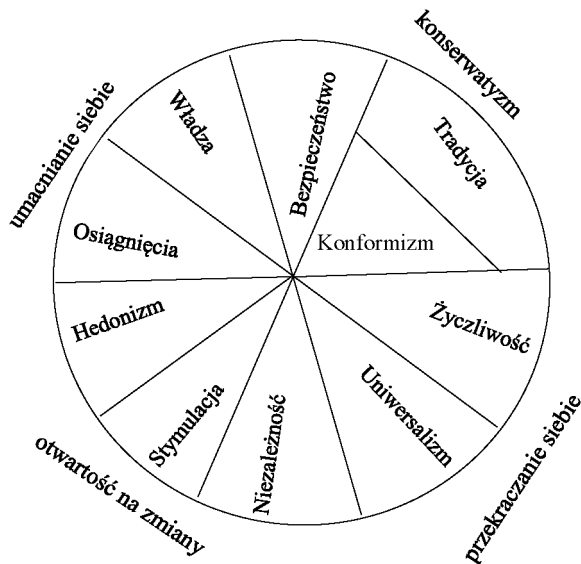 konserwatyzm
umacnianie siebie
Władza
Bezpieczeństwo
Tradycja
Konformizm
Osiągnięcia
Hedonizm
Życzliwość
Stymulacja
Niezależność
Uniwersalizm
otwartość na zmiany
przekraczanie siebie